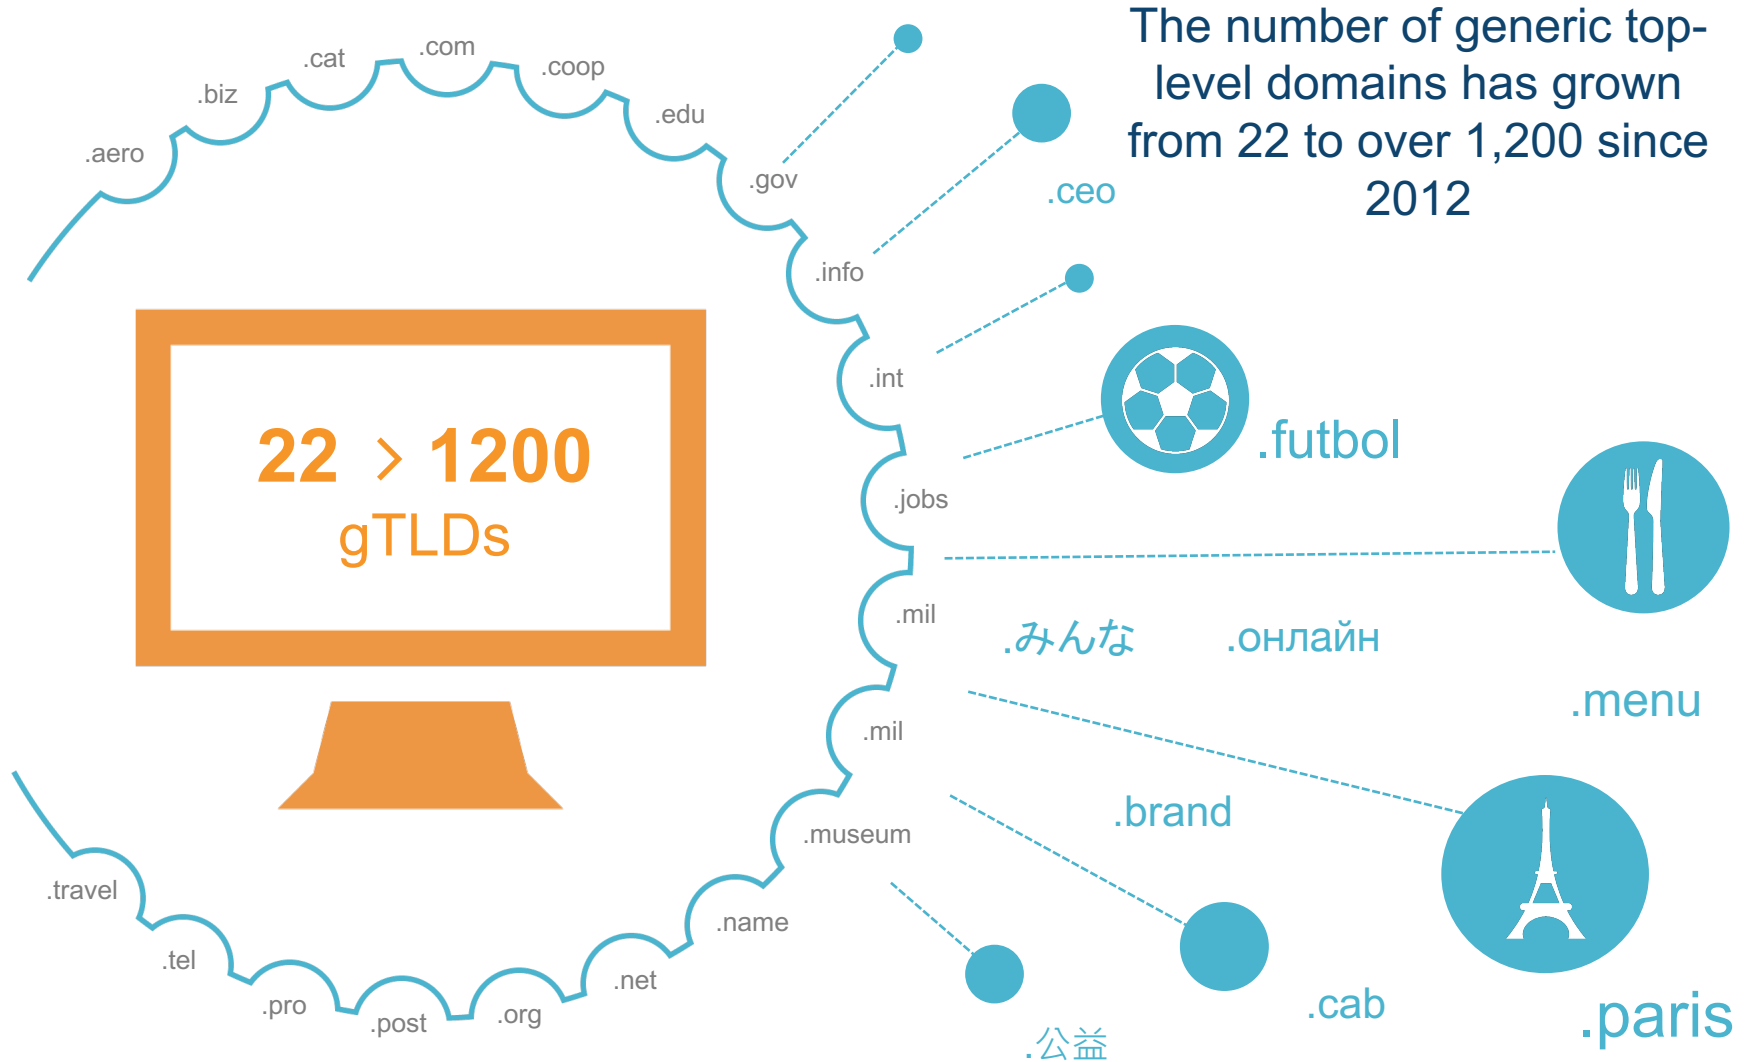 The number of generic top-
level domains has grown
from 22 to over 1,200 since
2012
.aero
.biz
.cat
.com
.coop
.edu
.gov
.info
.int
.jobs
.mil
.mil
.museum
.name
.net
.org
.post
.pro
.tel
.travel
22 > 1200
gTLDs
.ceo
.futbol
.menu
.みんな
.онлайн
.brand
.paris
.cab
.公益